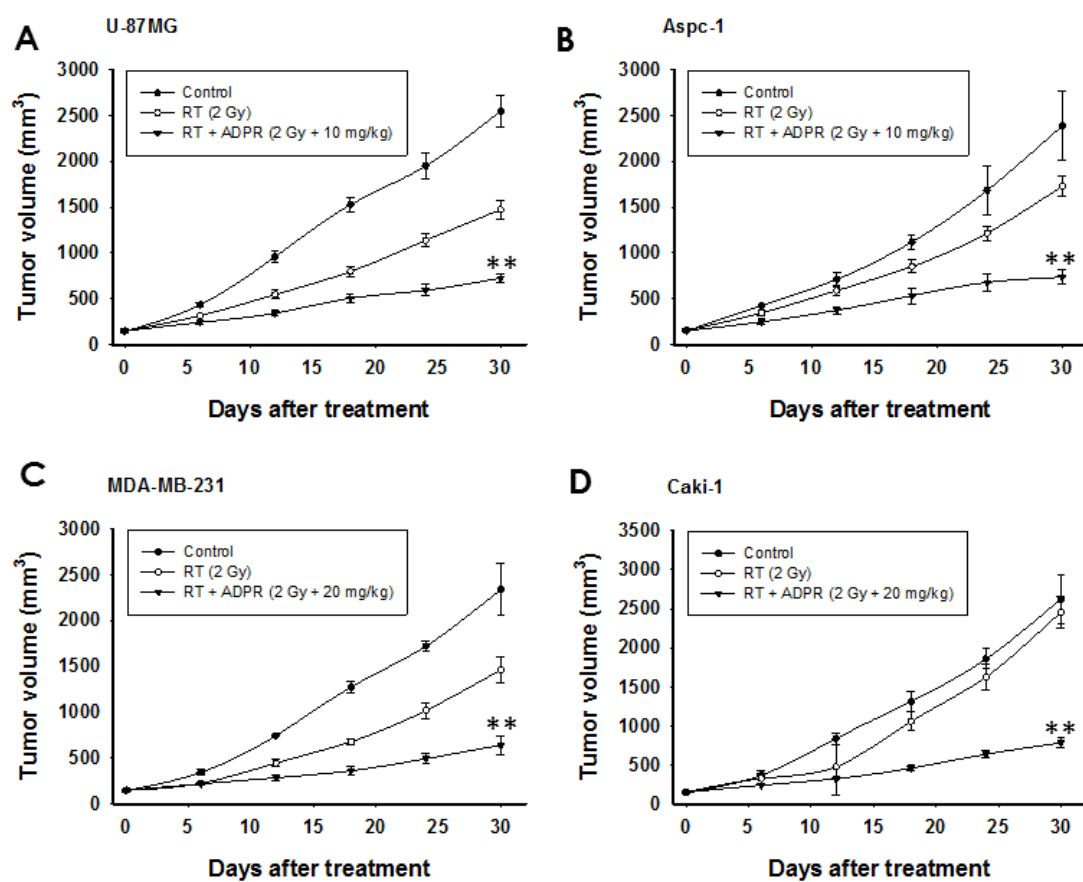 A
U-87MG
Control
RT (2 Gy)
RT + ADPR (2 Gy + 10 mg/kg)
Tumor volume (mm³)
3000
2500
2000
1500
1000
500
0
**
0 5 10 15 20 25 30
Days after treatment
B
Aspc-1
Control
RT (2 Gy)
RT + ADPR (2 Gy + 10 mg/kg)
Tumor volume (mm³)
3000
2500
2000
1500
1000
500
0
**
0 5 10 15 20 25 30
Days after treatment
C
MDA-MB-231
Control
RT (2 Gy)
RT + ADPR (2 Gy + 20 mg/kg)
Tumor volume (mm³)
3000
2500
2000
1500
1000
500
0
**
0 5 10 15 20 25 30
Days after treatment
D
Caki-1
Control
RT (2 Gy)
RT + ADPR (2 Gy + 20 mg/kg)
Tumor volume (mm³)
3500
3000
2500
2000
1500
1000
500
0
**
0 5 10 15 20 25 30
Days after treatment